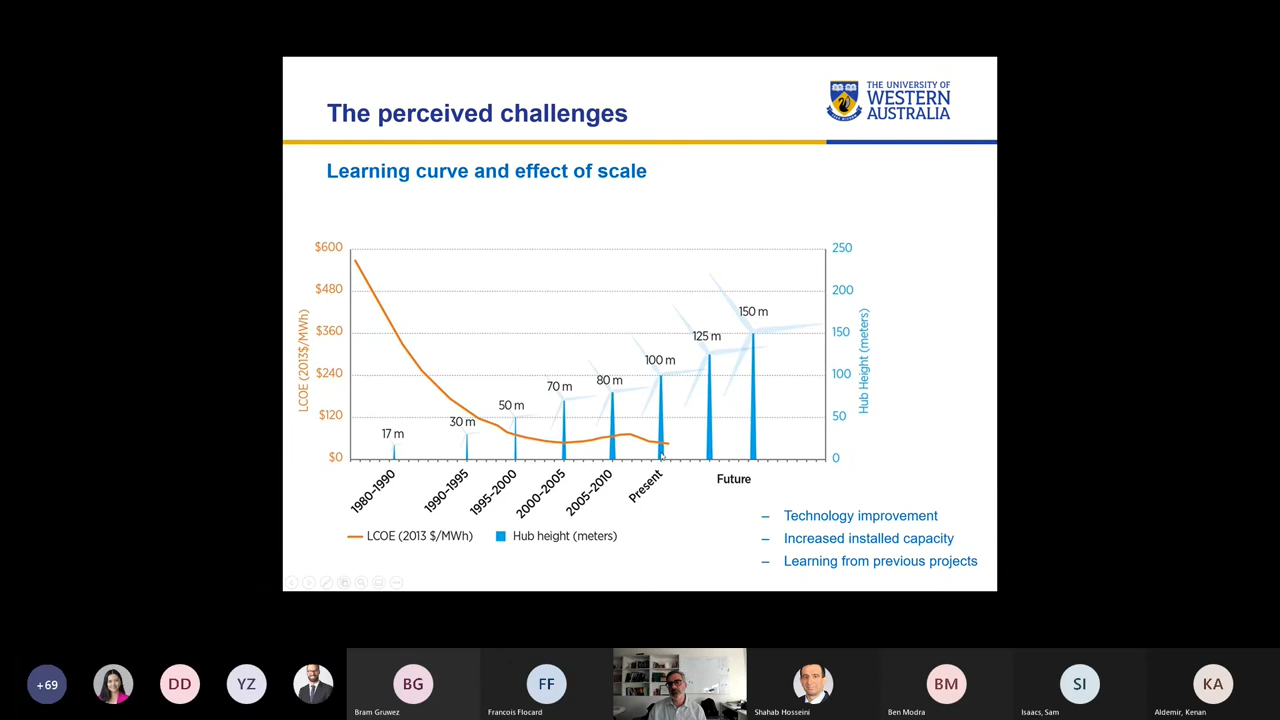 The perceived challenges
THE UNIVERSITY OF
WESTERN
AUSTRALIA
Learning curve and effect of scale
$600
$480
$360
$240
$120
$0
LCOE (2013$/MWh)
250
200
150
100
50
0
Hub Height (meters)
17 m
30 m
50 m
70 m
80 m
100 m
125 m
150 m
1980–1990
1990–1995
1995–2000
2000–2005
2005–2010
Present
Future
LCOE (2013 $/MWh)
Hub height (meters)
– Technology improvement
– Increased installed capacity
– Learning from previous projects
+69
DD
YZ
BG
FF
BM
SI
KA
Bram Gruwez
Francois Flocard
Shahab Hosseini
Ben Modra
Isaacs, Sam
Aldemir, Kenan